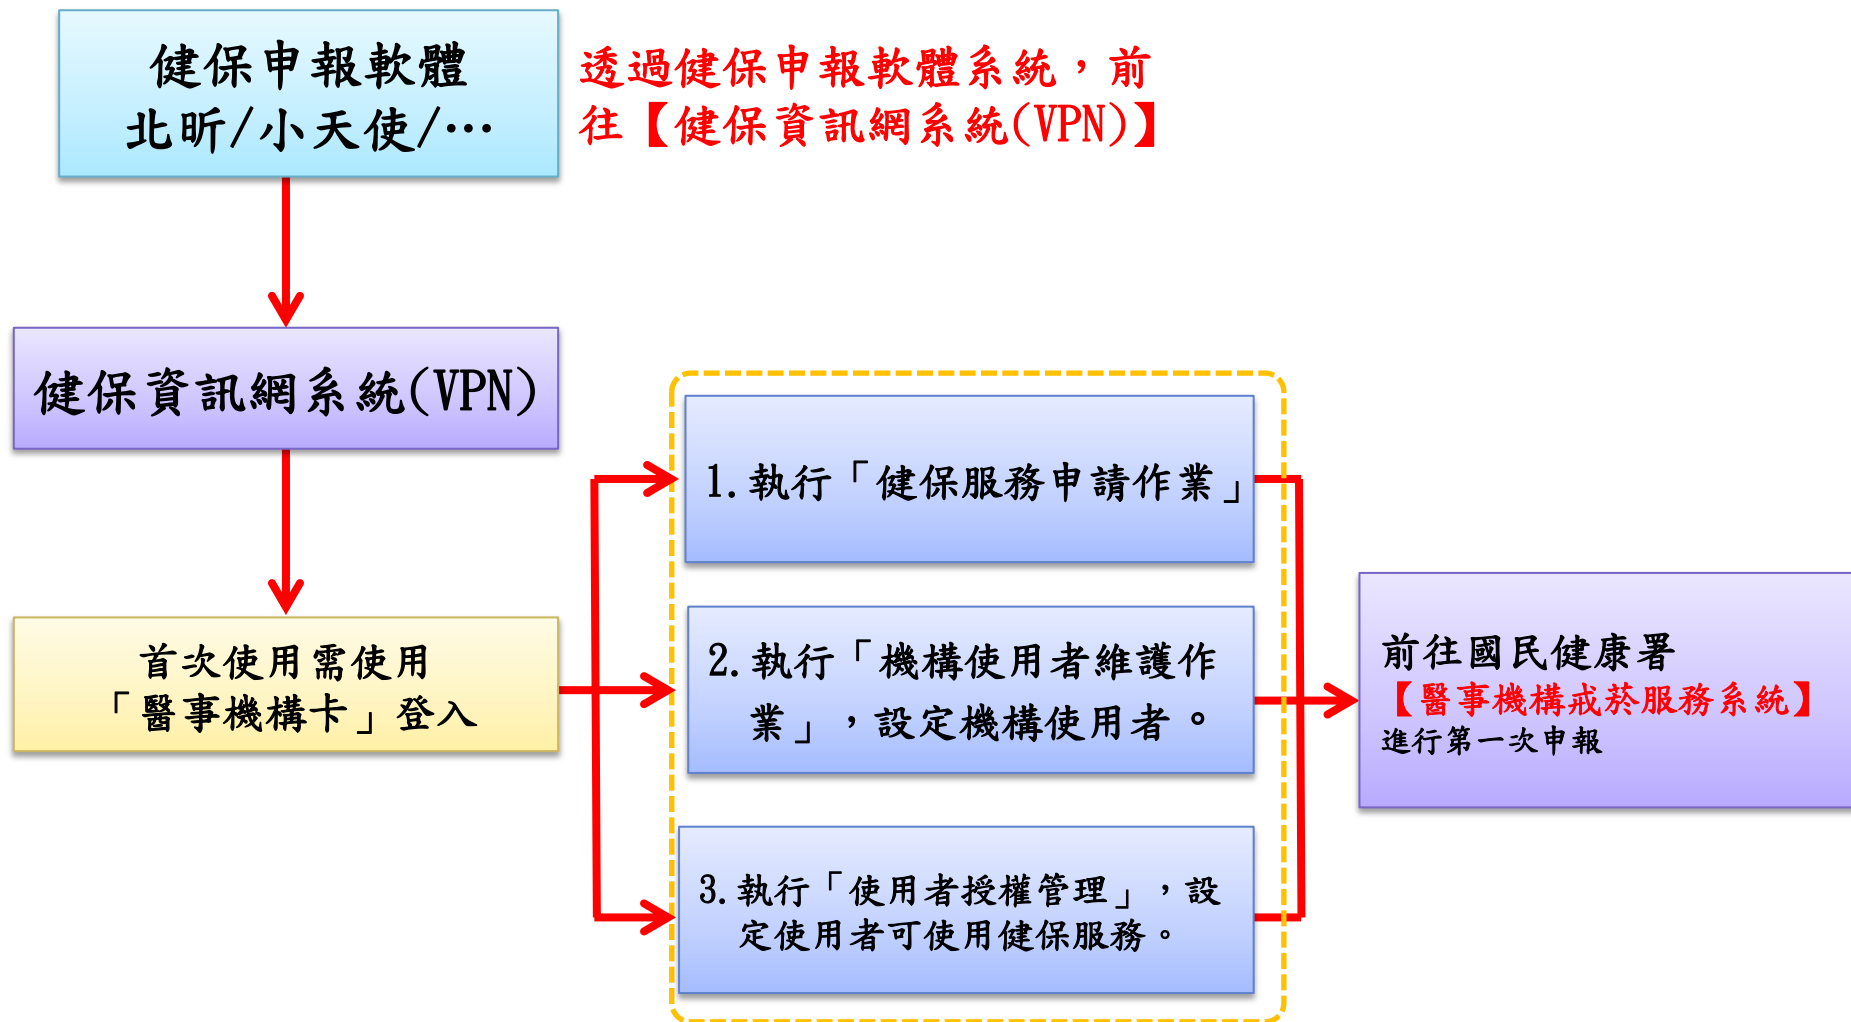 健保申報軟體
北昕/小天使/…
透過健保申報軟體系統，前
往【健保資訊網系統(VPN)】
健保資訊網系統(VPN)
首次使用需使用
「醫事機構卡」登入
1.執行「健保服務申請作業」
2.執行「機構使用者維護作
業」，設定機構使用者。
3.執行「使用者授權管理」，設
定使用者可使用健保服務。
前往國民健康署
【醫事機構戒菸服務系統】
進行第一次申報